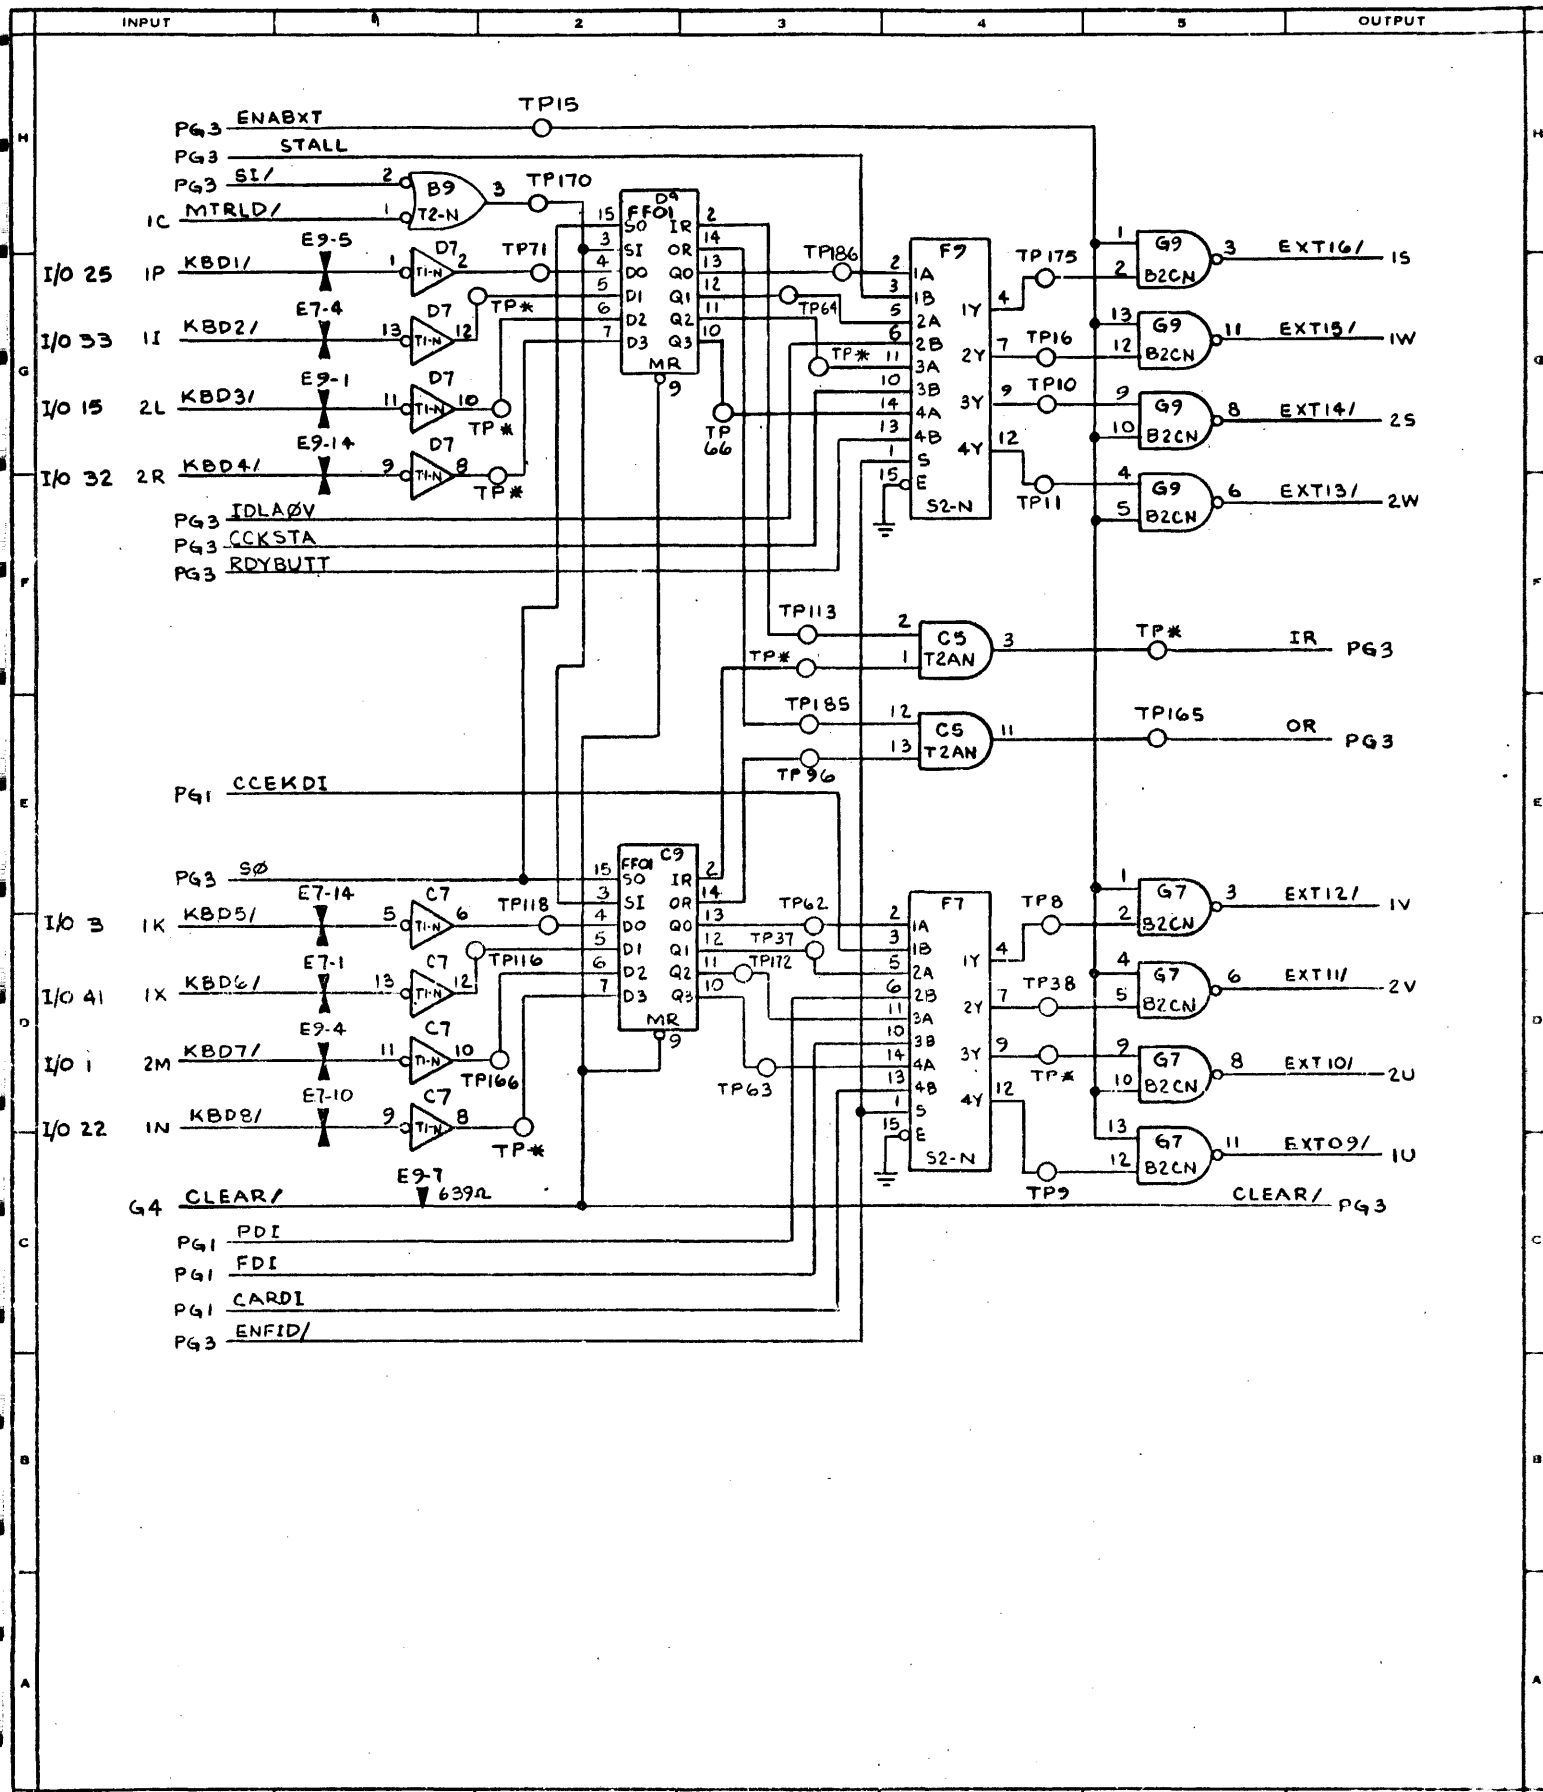 INPUT 2 3 4 5 OUTPUT
H H
PG3 ENABXT TP15
PG3 STALL
PG3 SI/ 2 B9 3 TP170
1C MTRLD/ 1 T2-N
D9
FF01
15 SO IR 2
3 SI OR 14
4 D0 Q0 13
5 D1 Q1 12
6 D2 Q2 11
7 D3 Q3 10
MR
9
I/O 25 1P KBD1/ E9-5 1 D7 T1-N 2 TP71
I/O 33 1I KBD2/ E7-4 13 D7 T1-N 12 TP*
I/O 15 2L KBD3/ E9-1 11 D7 T1-N 10 TP*
I/O 32 2R KBD4/ E9-14 9 D7 T1-N 8 TP*
TP186
TP64
TP*
TP
66
F9
2 1A
3 1B
5 2A
6 2B
11 3A
10 3B
14 4A
13 4B
1 S
15 E
1Y 4
2Y 7
3Y 9
4Y 12
S2-N
TP175
TP16
TP10
TP11
1 2 G9 B2CN 3 EXT16/ 1S
13 12 G9 B2CN 11 EXT15/ 1W
9 10 G9 B2CN 8 EXT14/ 2S
4 5 G9 B2CN 6 EXT13/ 2W
G G
PG3 IDLAØV
PG3 CCKSTA
PG3 RDYBUTT
F F
TP113 2
TP* 1
C5
T2AN
3 TP* IR PG3
TP185 12
TP96 13
C5
T2AN
11 TP165 OR PG3
PG1 CCEKDI
E E
PG3 SØ
C9
FF01
15 SO IR 2
3 SI OR 14
4 D0 Q0 13
5 D1 Q1 12
6 D2 Q2 11
7 D3 Q3 10
MR
9
I/O 3 1K KBD5/ E7-14 5 C7 T1-N 6 TP118
I/O 41 1X KBD6/ E7-1 13 C7 T1-N 12 TP116
I/O 1 2M KBD7/ E9-4 11 C7 T1-N 10 TP166
I/O 22 1N KBD8/ E7-10 9 C7 T1-N 8 TP*
TP62
TP37
TP172
TP63
F7
2 1A
3 1B
5 2A
6 2B
11 3A
10 3B
14 4A
13 4B
1 S
15 E
1Y 4
2Y 7
3Y 9
4Y 12
S2-N
TP8
TP38
TP*
TP9
1 2 G7 B2CN 3 EXT12/ 1V
4 5 G7 B2CN 6 EXT11/ 2V
9 10 G7 B2CN 8 EXT10/ 2U
13 12 G7 B2CN 11 EXT09/ 1U
D D
G4 CLEAR/ E9-7 639Ω CLEAR/ PG3
PG1 PDI
C C
PG1 FDI
PG1 CARDI
PG3 ENFID/
B B
A A